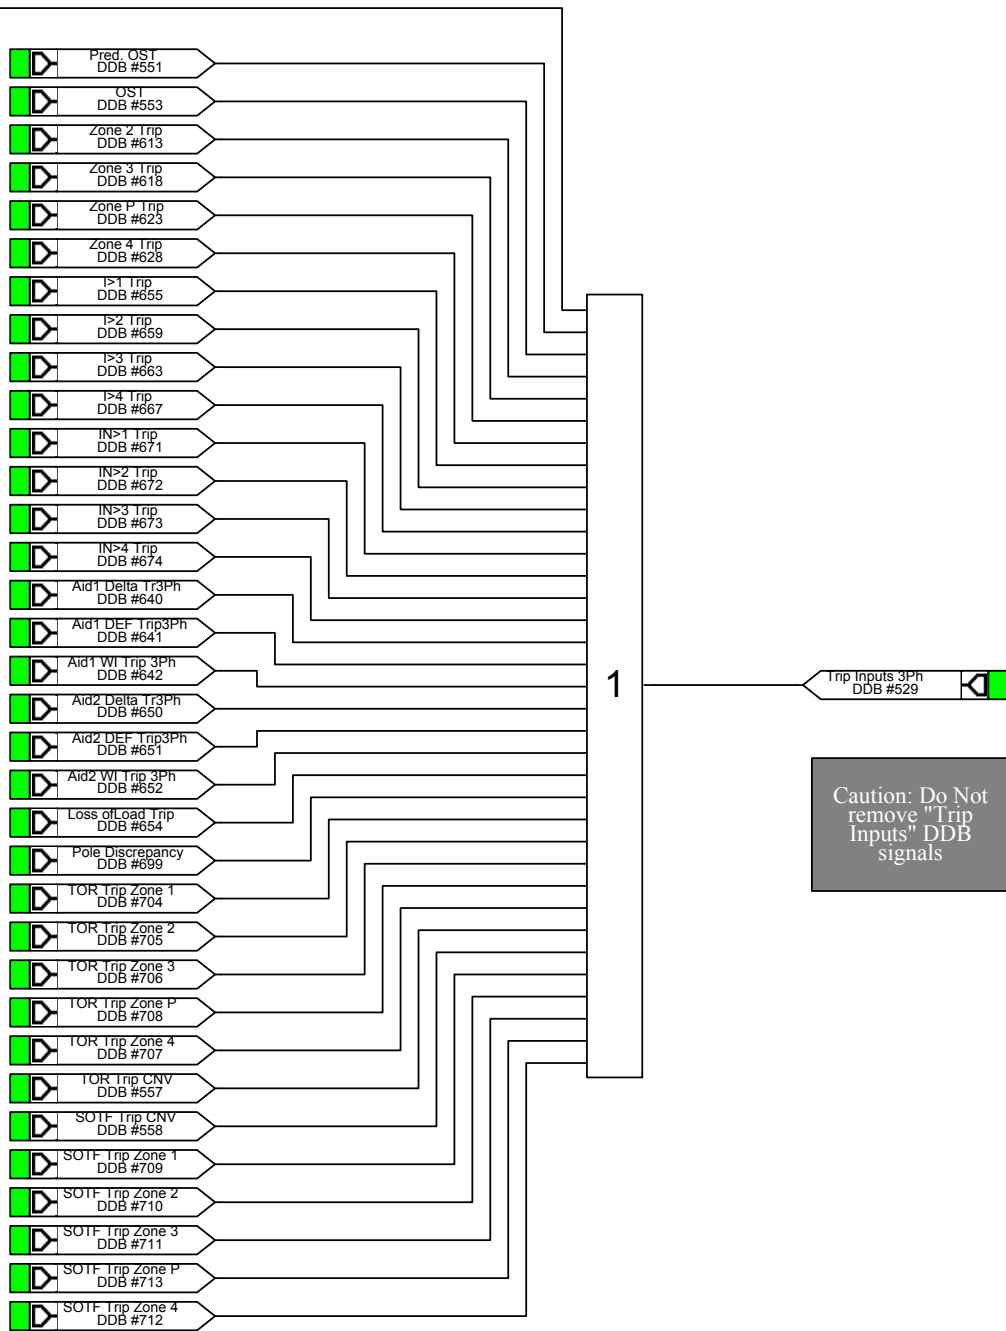 Pred. OST
DDB #551
OST
DDB #553
Zone 2 Trip
DDB #613
Zone 3 Trip
DDB #618
Zone P Trip
DDB #623
Zone 4 Trip
DDB #628
I>1 Trip
DDB #655
I>2 Trip
DDB #659
I>3 Trip
DDB #663
I>4 Trip
DDB #667
IN>1 Trip
DDB #671
IN>2 Trip
DDB #672
IN>3 Trip
DDB #673
IN>4 Trip
DDB #674
Aid1 Delta Tr3Ph
DDB #640
Aid1 DEF Trip3Ph
DDB #641
Aid1 WI Trip 3Ph
DDB #642
Aid2 Delta Tr3Ph
DDB #650
Aid2 DEF Trip3Ph
DDB #651
Aid2 WI Trip 3Ph
DDB #652
Loss ofLoad Trip
DDB #654
Pole Discrepancy
DDB #699
TOR Trip Zone 1
DDB #704
TOR Trip Zone 2
DDB #705
TOR Trip Zone 3
DDB #706
TOR Trip Zone P
DDB #708
TOR Trip Zone 4
DDB #707
TOR Trip CNV
DDB #557
SOTF Trip CNV
DDB #558
SOTF Trip Zone 1
DDB #709
SOTF Trip Zone 2
DDB #710
SOTF Trip Zone 3
DDB #711
SOTF Trip Zone P
DDB #713
SOTF Trip Zone 4
DDB #712
1
Trip Inputs 3Ph
DDB #529
Caution: Do Not
remove "Trip
Inputs" DDB
signals